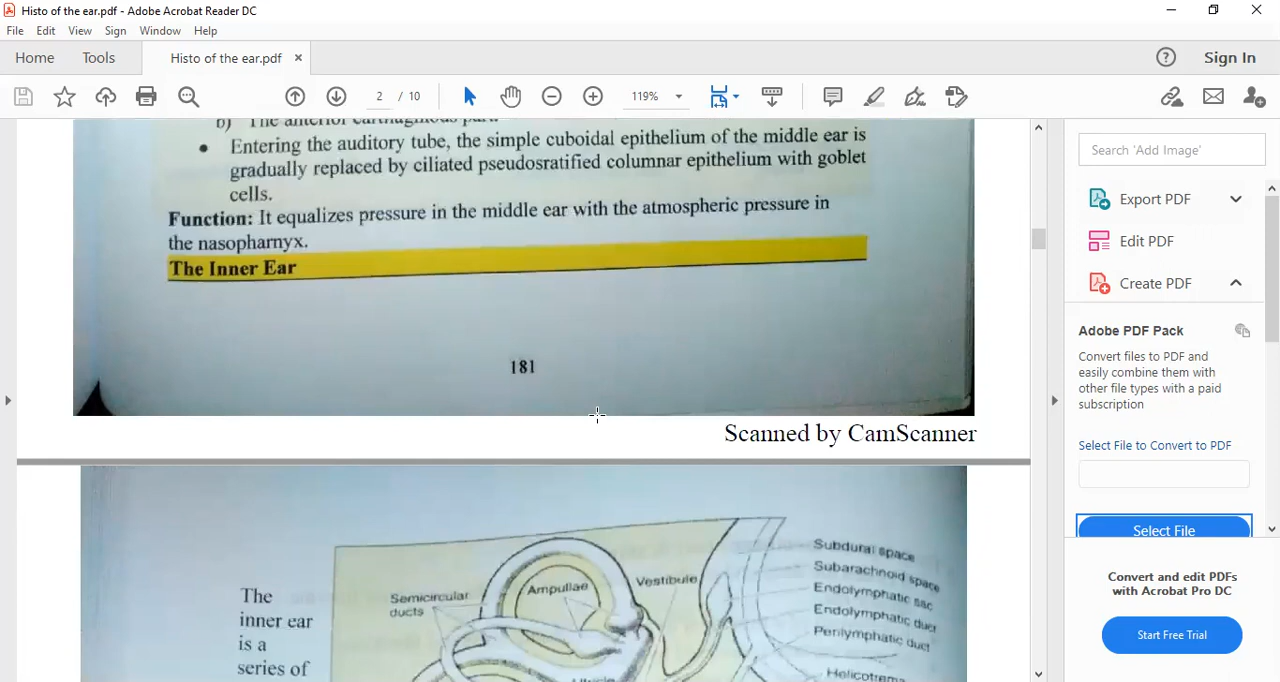 Histo of the ear.pdf - Adobe Acrobat Reader DC
File Edit View Sign Window Help
Home Tools Histo of the ear.pdf × Sign In
2 / 10 119%
b) The anterior cartilaginous part.
• Entering the auditory tube, the simple cuboidal epithelium of the middle ear is
gradually replaced by ciliated pseudosratified columnar epithelium with goblet
cells.
Function: It equalizes pressure in the middle ear with the atmospheric pressure in
the nasopharnyx.
The Inner Ear
181
Scanned by CamScanner
The
inner ear
is a
series of
Semicircular
ducts
Ampullae
Vestibule
Subdural space
Subarachnoid space
Endolymphatic sac
Endolymphatic duct
Perilymphatic duct
Helicotrema
Utricle
Search 'Add Image'
Export PDF
Edit PDF
Create PDF
Adobe PDF Pack
Convert files to PDF and
easily combine them with
other file types with a paid
subscription
Select File to Convert to PDF
Select File
Convert and edit PDFs
with Acrobat Pro DC
Start Free Trial